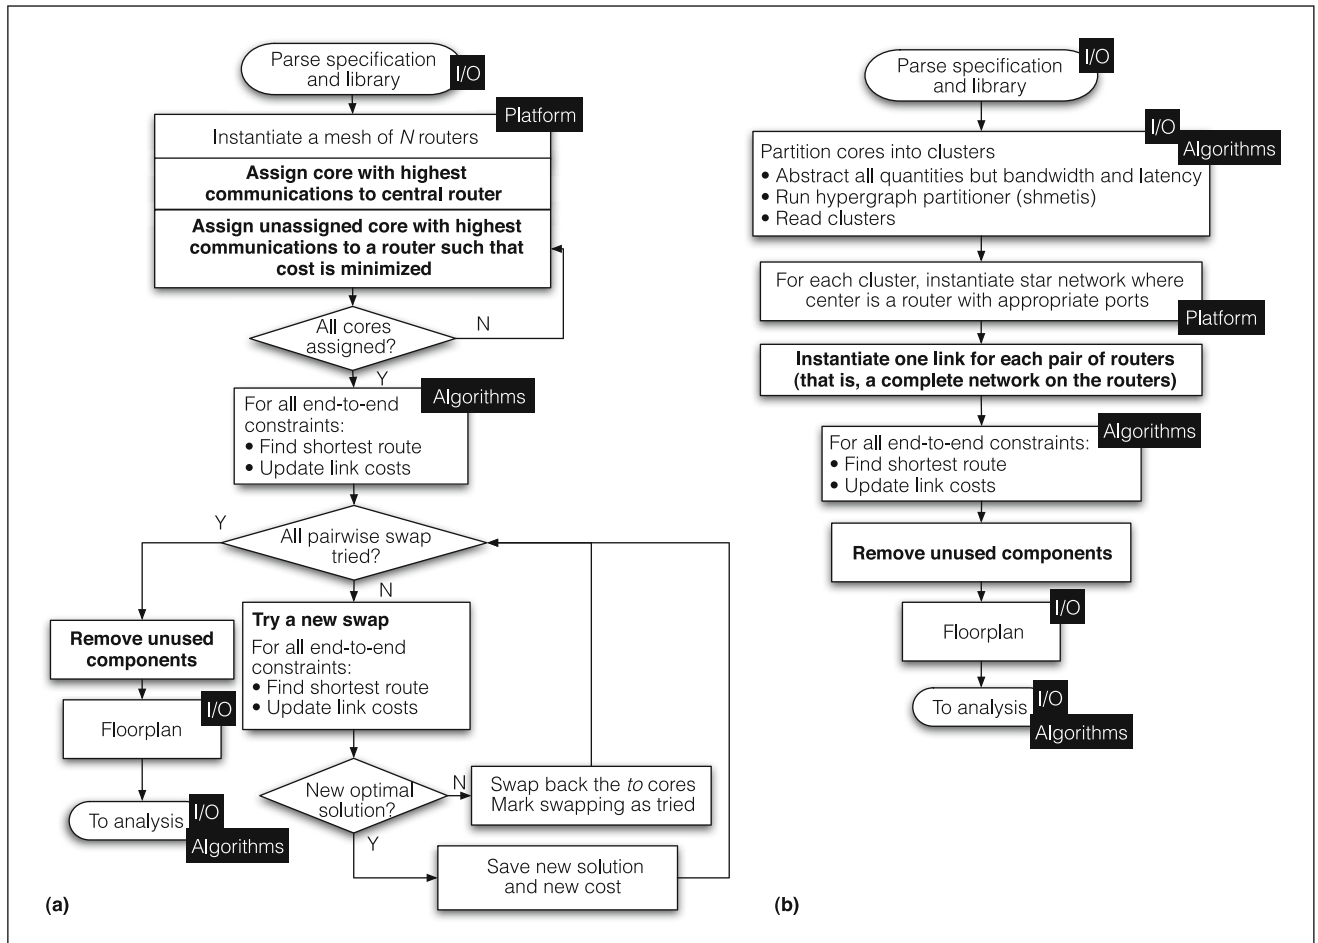 Parse specification
and library
I/O
Platform
Instantiate a mesh of N routers
Assign core with highest
communications to central router
Assign unassigned core with highest
communications to a router such that
cost is minimized
All cores
assigned?
N
Y
Algorithms
For all end-to-end
constraints:
• Find shortest route
• Update link costs
All pairwise swap
tried?
Y
N
Remove unused
components
I/O
Floorplan
To analysis
I/O
Algorithms
Try a new swap
For all end-to-end
constraints:
• Find shortest route
• Update link costs
New optimal
solution?
N
Y
Swap back the to cores
Mark swapping as tried
Save new solution
and new cost
(a)
Parse specification
and library
I/O
I/O
Algorithms
Partition cores into clusters
• Abstract all quantities but bandwidth and latency
• Run hypergraph partitioner (shmetis)
• Read clusters
For each cluster, instantiate star network where
center is a router with appropriate ports
Platform
Instantiate one link for each pair of routers
(that is, a complete network on the routers)
Algorithms
For all end-to-end constraints:
• Find shortest route
• Update link costs
Remove unused components
I/O
Floorplan
To analysis
I/O
Algorithms
(b)